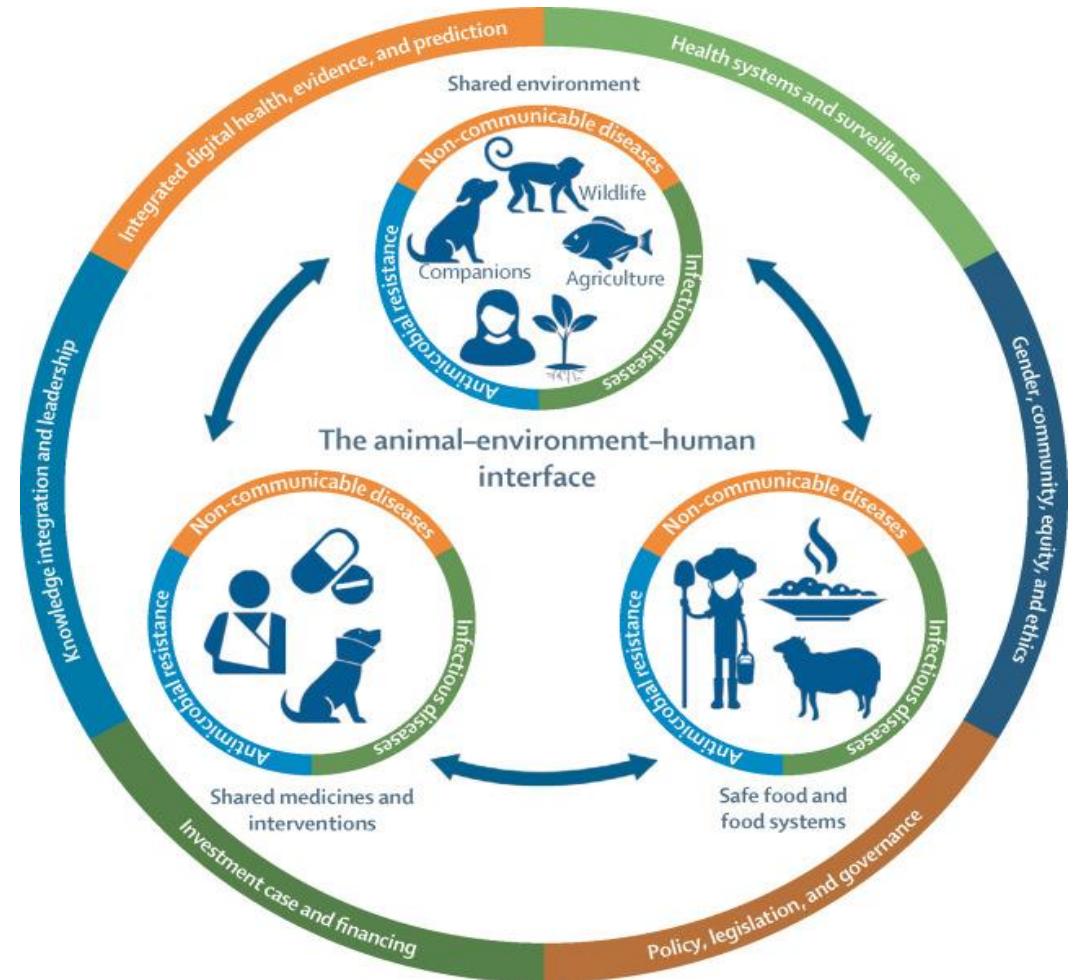 Integrated digital health, evidence, and prediction
Health systems and surveillance
Shared environment
Non-communicable diseases
Wildlife
Companions
Agriculture
Antimicrobial resistance
Infectious diseases
Knowledge integration and leadership
Gender, community, equity, and ethics
The animal–environment–human
interface
Non-communicable diseases
Antimicrobial resistance
Infectious diseases
Non-communicable diseases
Antimicrobial resistance
Infectious diseases
Shared medicines and
interventions
Safe food and
food systems
Investment case and financing
Policy, legislation, and governance